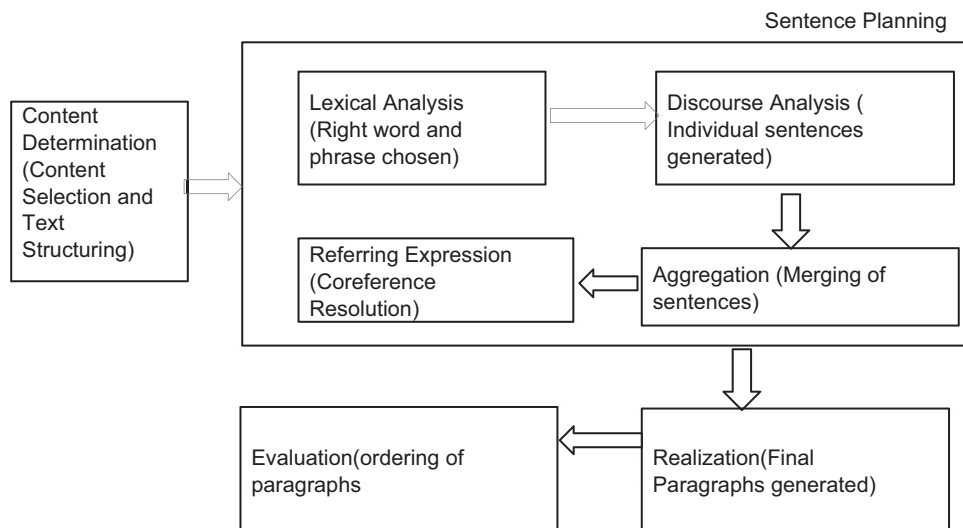 Sentence Planning
Content
Determination
(Content
Selection and
Text
Structuring)
Lexical Analysis
(Right word and
phrase chosen)
Discourse Analysis (
Individual sentences
generated)
Referring Expression
(Coreference
Resolution)
Aggregation (Merging of
sentences)
Evaluation(ordering of
paragraphs
Realization(Final
Paragraphs generated)